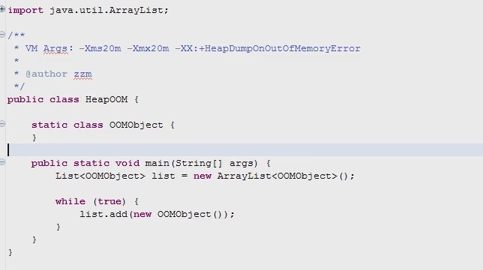 import java.util.ArrayList;
/**
 * VM Args: -Xms20m -Xmx20m -XX:+HeapDumpOnOutOfMemoryError
 *
 * @author zzm
 */
public class HeapOOM {
    static class OOMObject {
    }
    public static void main(String[] args) {
        List<OOMObject> list = new ArrayList<OOMObject>();
        while (true) {
            list.add(new OOMObject());
        }
    }
}